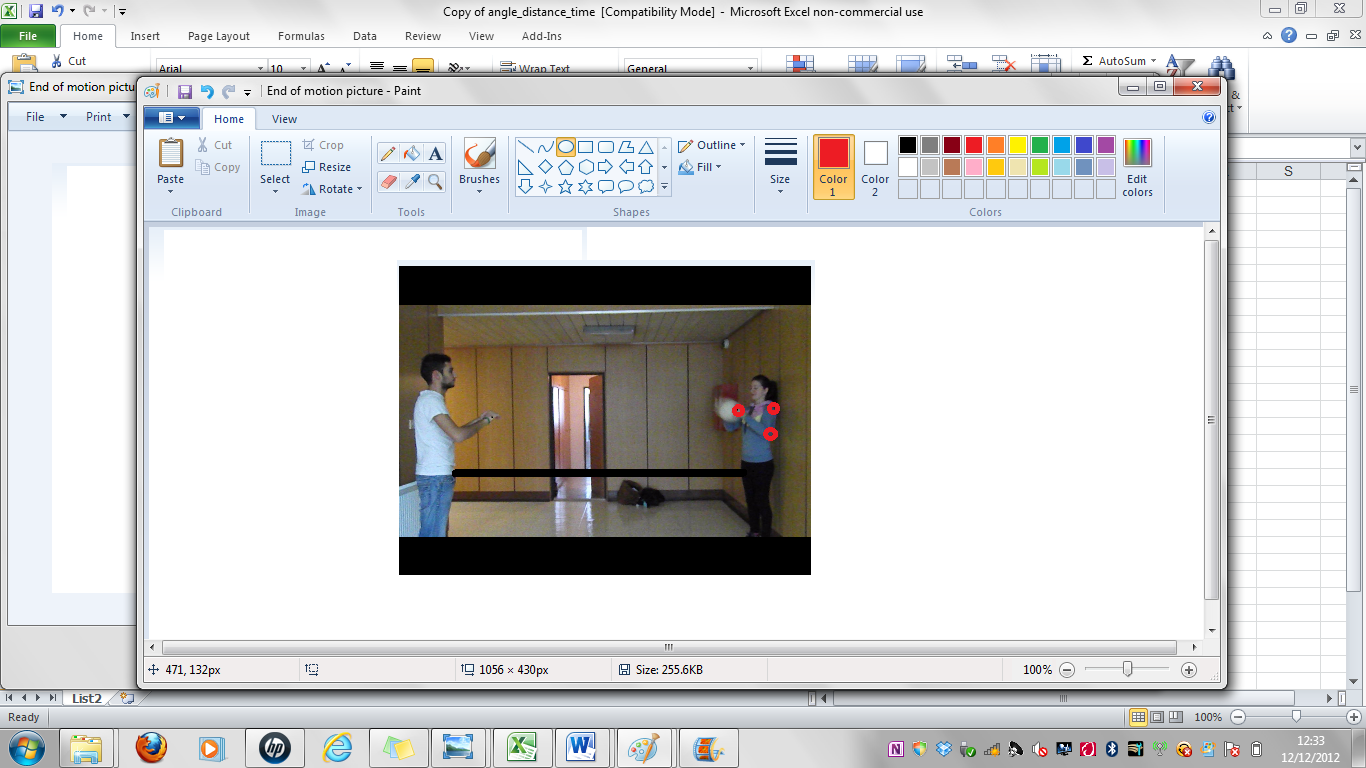 Copy of angle_distance_time  [Compatibility Mode]  -  Microsoft Excel non-commercial use
File Home Insert Page Layout Formulas Data Review View Add-Ins
Cut Arial 10 Wrap Text General Σ AutoSum
End of motion pictu
File Print
&
End of motion picture - Paint
Home View
Paste Cut Copy
Select Crop Resize Rotate
A
Brushes
Outline Fill
Size
Color 1 Color 2
Edit colors
Clipboard Image Tools Shapes Colors
S
471, 132px 1056 × 430px Size: 255.6KB 100%
List2
Ready 100%
12:33
12/12/2012